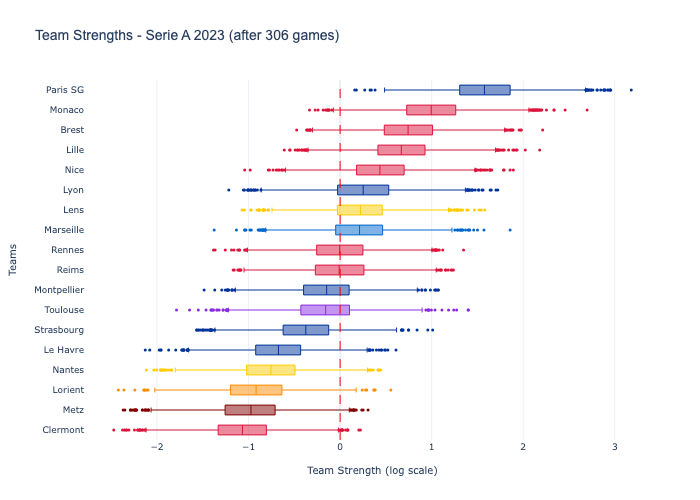 Team Strengths - Serie A 2023 (after 306 games)
Paris SG
Monaco
Brest
Lille
Nice
Lyon
Lens
Marseille
Rennes
Reims
Montpellier
Toulouse
Strasbourg
Le Havre
Nantes
Lorient
Metz
Clermont
Teams
−2 −1 0 1 2 3
Team Strength (log scale)